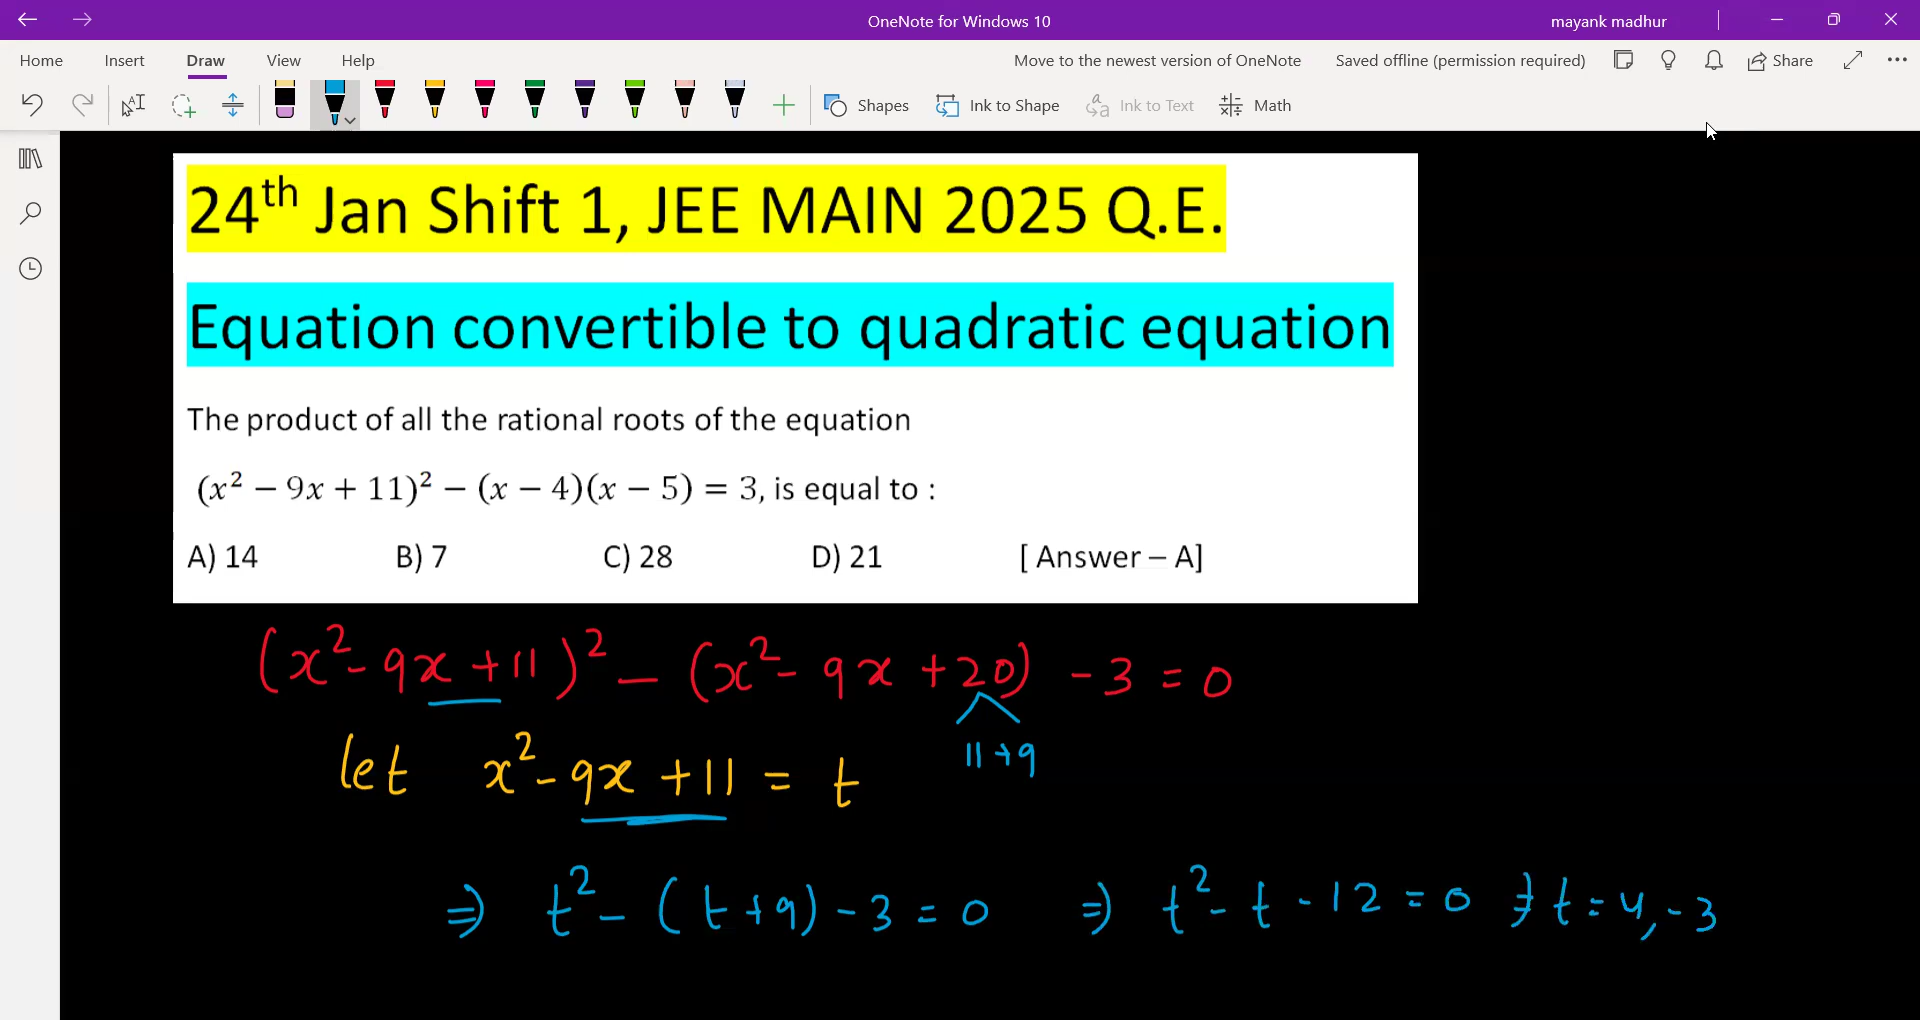 OneNote for Windows 10
mayank madhur
Home Insert Draw View Help
Move to the newest version of OneNote Saved offline (permission required) Share
Shapes Ink to Shape Ink to Text Math
24th Jan Shift 1, JEE MAIN 2025 Q.E.
Equation convertible to quadratic equation
The product of all the rational roots of the equation
(x² − 9x + 11)² − (x − 4)(x − 5) = 3, is equal to :
A) 14 B) 7 C) 28 D) 21 [ Answer – A]
(x² - 9x + 11)² - (x² - 9x + 20) - 3 = 0
11 + 9
let x² - 9x + 11 = t
⇒ t² - (t + 9) - 3 = 0 ⇒ t² - t - 12 = 0 ⇒ t = 4, -3